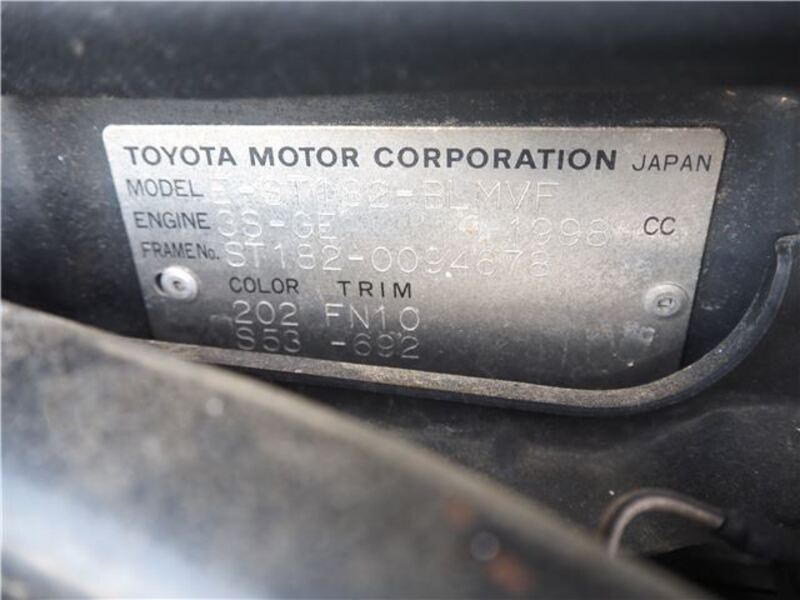 TOYOTA MOTOR CORPORATION JAPAN
MODEL E-ST182-BLMVF
ENGINE 3S-GE 1998 CC
FRAME No. ST182-0094678
COLOR TRIM
202 FN10
S53 -692